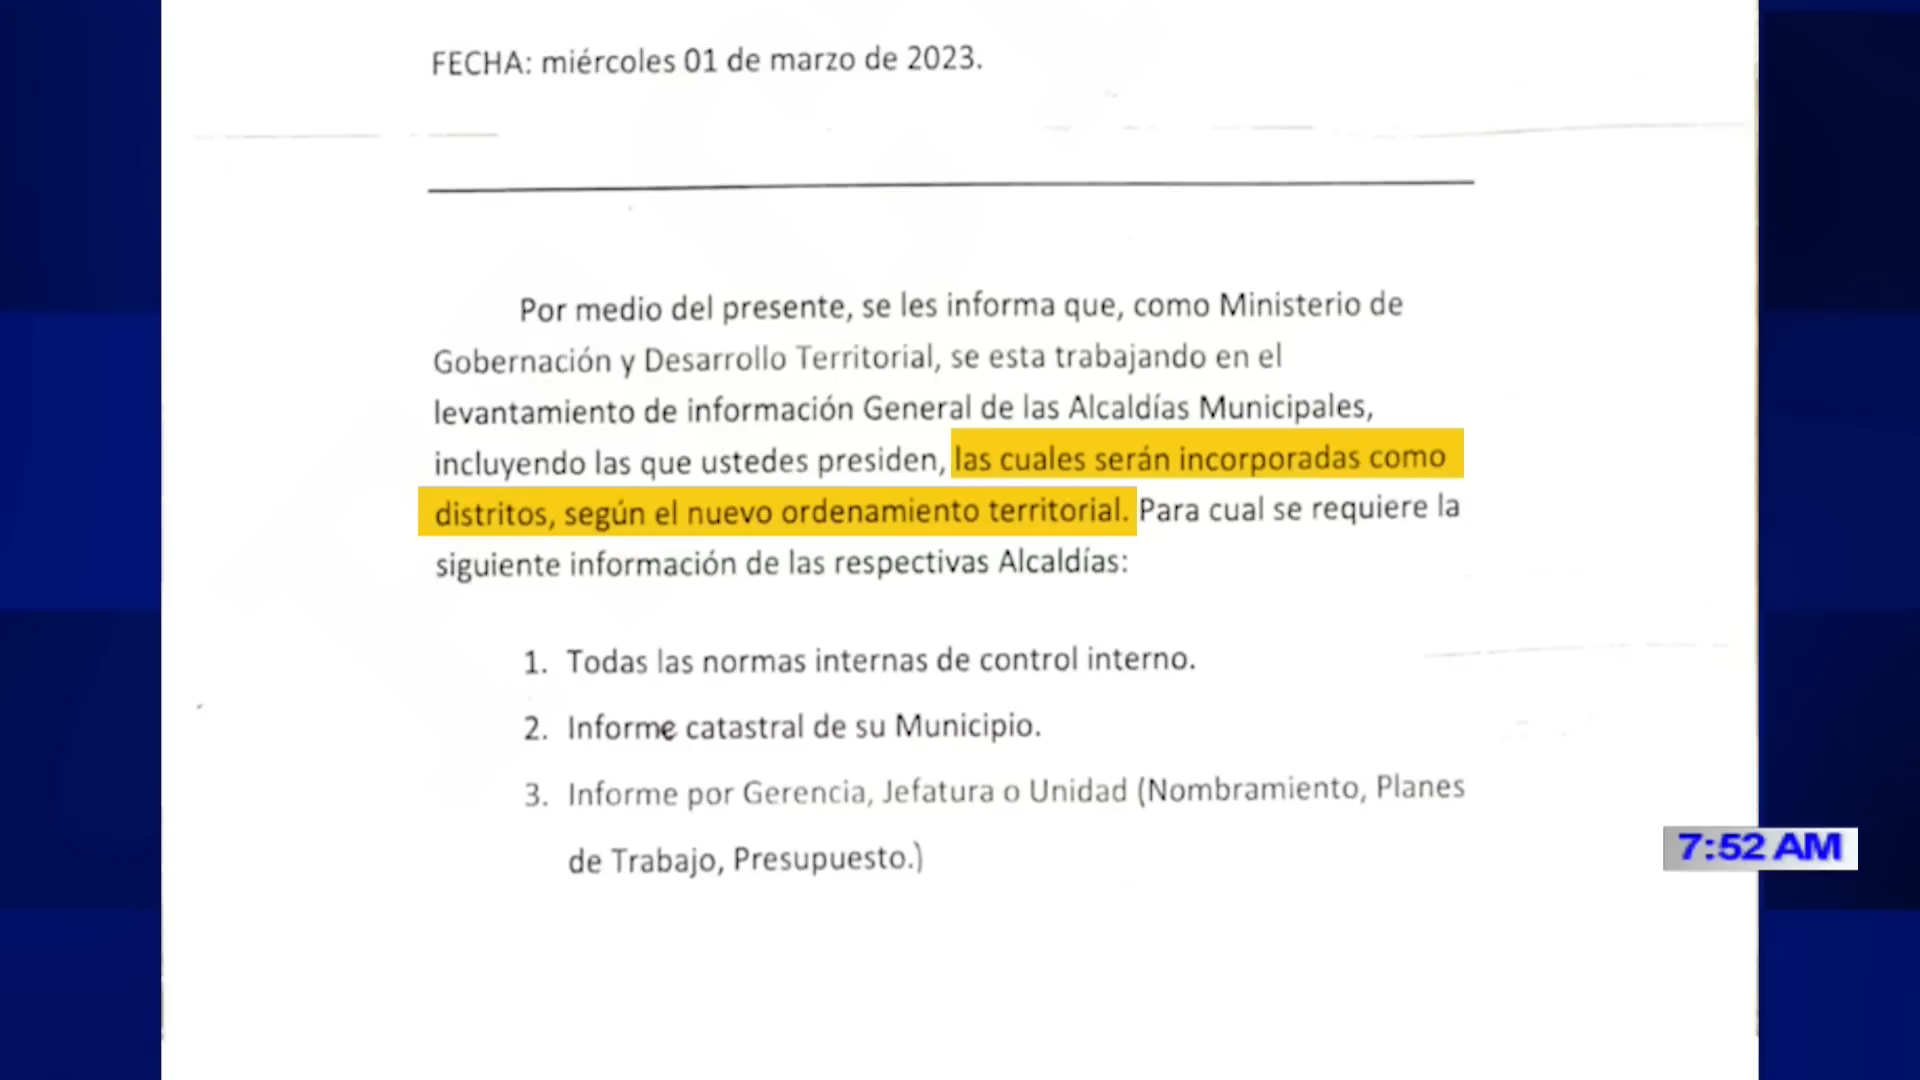 FECHA: miércoles 01 de marzo de 2023.
Por medio del presente, se les informa que, como Ministerio de
Gobernación y Desarrollo Territorial, se esta trabajando en el
levantamiento de información General de las Alcaldías Municipales,
incluyendo las que ustedes presiden, las cuales serán incorporadas como
distritos, según el nuevo ordenamiento territorial. Para cual se requiere la
siguiente información de las respectivas Alcaldías:
1. Todas las normas internas de control interno.
2. Informe catastral de su Municipio.
3. Informe por Gerencia, Jefatura o Unidad (Nombramiento, Planes
de Trabajo, Presupuesto.)
7:52 AM